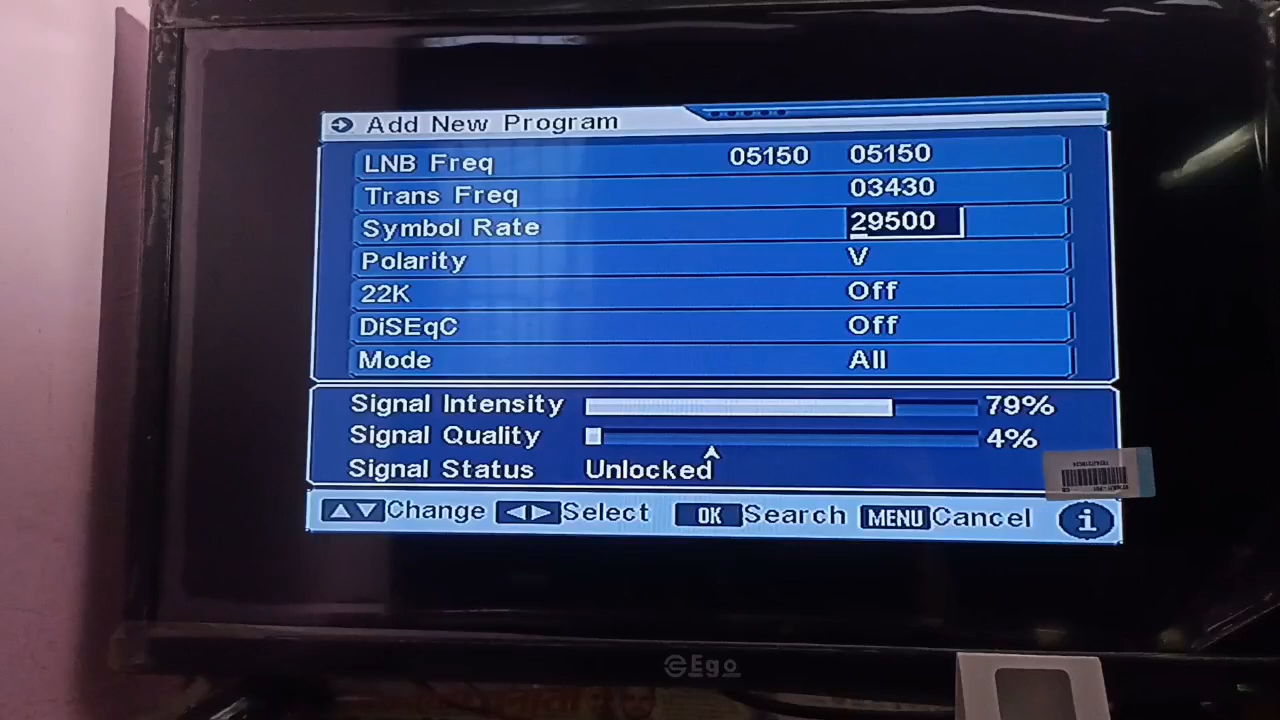 Add New Program
LNB Freq 05150 05150
Trans Freq 03430
Symbol Rate 29500
Polarity V
22K Off
DiSEqC Off
Mode All
Signal Intensity 79%
Signal Quality 4%
Signal Status Unlocked
Change Select OK Search MENU Cancel i
Ego